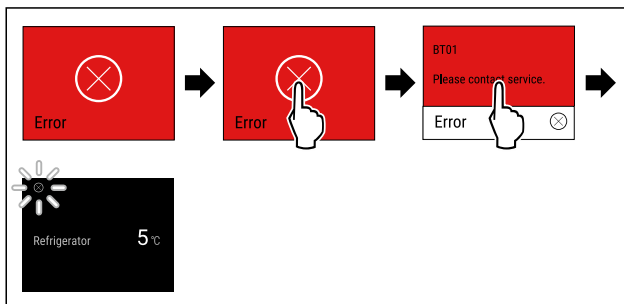 Error
Error
BT01
Please contact service.
Error
Refrigerator 5 °C